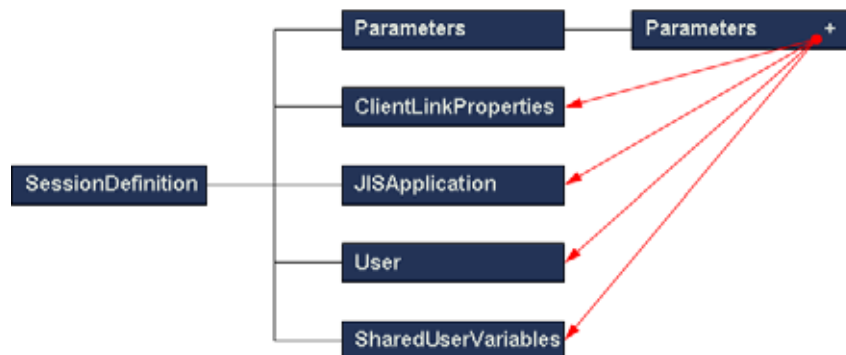 Parameters
Parameters +
ClientLinkProperties
SessionDefinition
JISApplication
User
SharedUserVariables